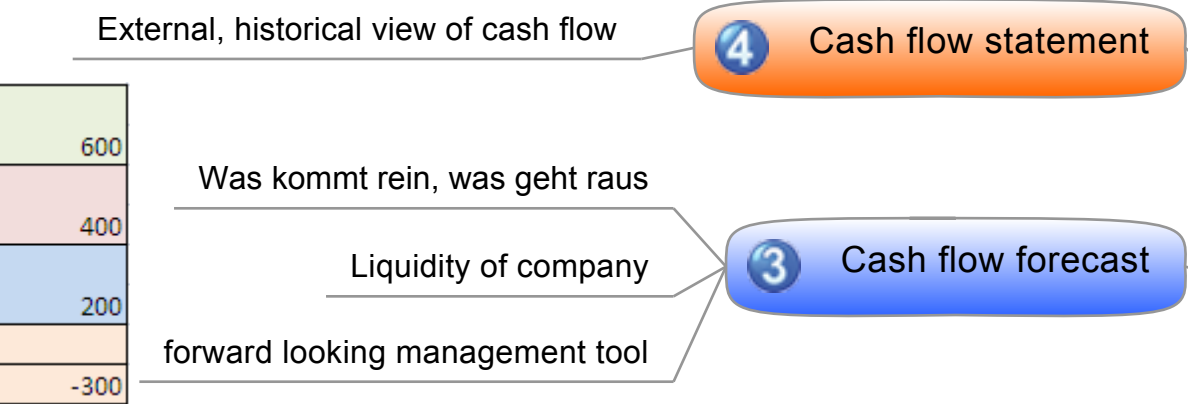 External, historical view of cash flow
4 Cash flow statement
600
400
200
-300
Was kommt rein, was geht raus
Liquidity of company
forward looking management tool
3 Cash flow forecast